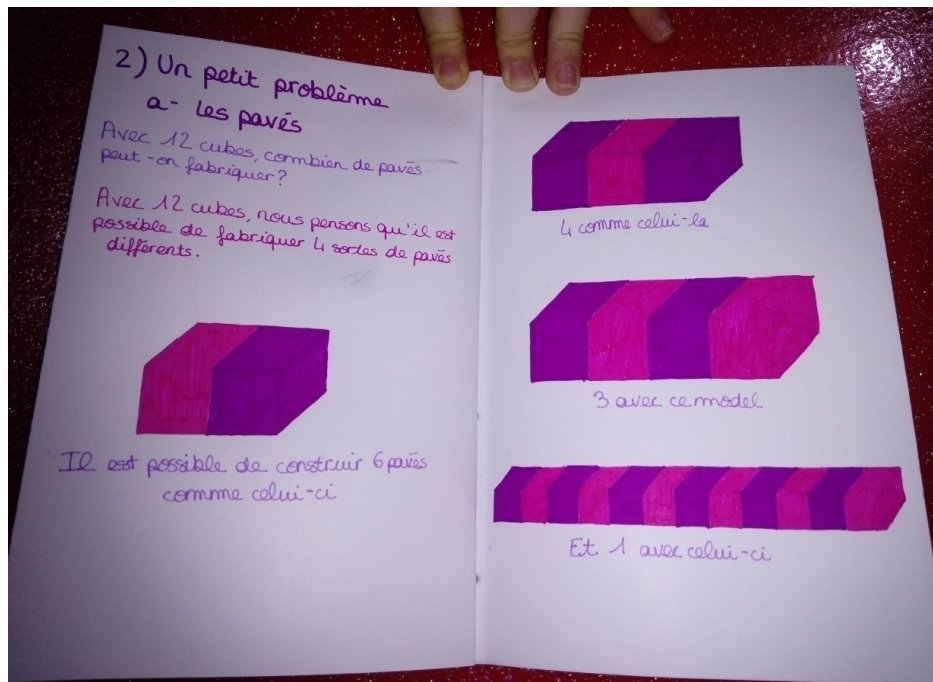 2) Un petit problème
a- les pavés
Avec 12 cubes, combien de pavés
peut-on fabriquer?
Avec 12 cubes, nous pensons qu'il est
possible de fabriquer 4 sortes de pavés
différents.
Il est possible de construir 6 pavés
comme celui-ci
4 comme celui-la
3 avec ce model
Et 1 avec celui-ci